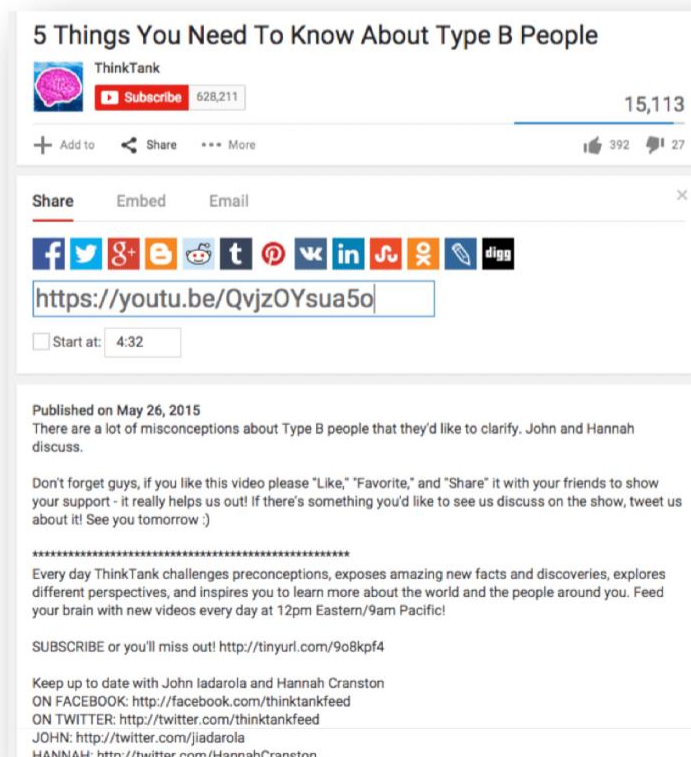 5 Things You Need To Know About Type B People
ThinkTank
Subscribe 628,211
15,113
Add to Share More 392 27
Share Embed Email
f g+ B t vk in digg
https://youtu.be/QvjzOYsua5o
Start at: 4:32
Published on May 26, 2015
There are a lot of misconceptions about Type B people that they'd like to clarify. John and Hannah
discuss.
Don't forget guys, if you like this video please "Like," "Favorite," and "Share" it with your friends to show
your support - it really helps us out! If there's something you'd like to see us discuss on the show, tweet us
about it! See you tomorrow :)
*****************************************************
Every day ThinkTank challenges preconceptions, exposes amazing new facts and discoveries, explores
different perspectives, and inspires you to learn more about the world and the people around you. Feed
your brain with new videos every day at 12pm Eastern/9am Pacific!
SUBSCRIBE or you'll miss out! http://tinyurl.com/9o8kpf4
Keep up to date with John Iadarola and Hannah Cranston
ON FACEBOOK: http://facebook.com/thinktankfeed
ON TWITTER: http://twitter.com/thinktankfeed
JOHN: http://twitter.com/jiadarola
HANNAH: http://twitter.com/HannahCranston